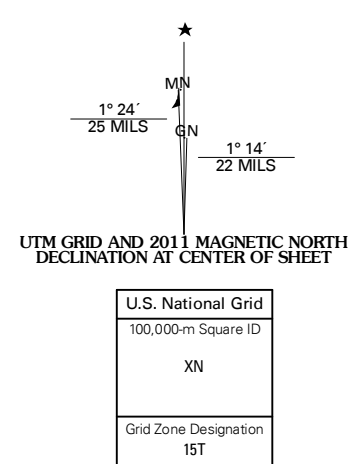 MN
1° 24´
25 MILS
GN
1° 14´
22 MILS
UTM GRID AND 2011 MAGNETIC NORTH
DECLINATION AT CENTER OF SHEET
U.S. National Grid
100,000-m Square ID
XN
Grid Zone Designation
15T